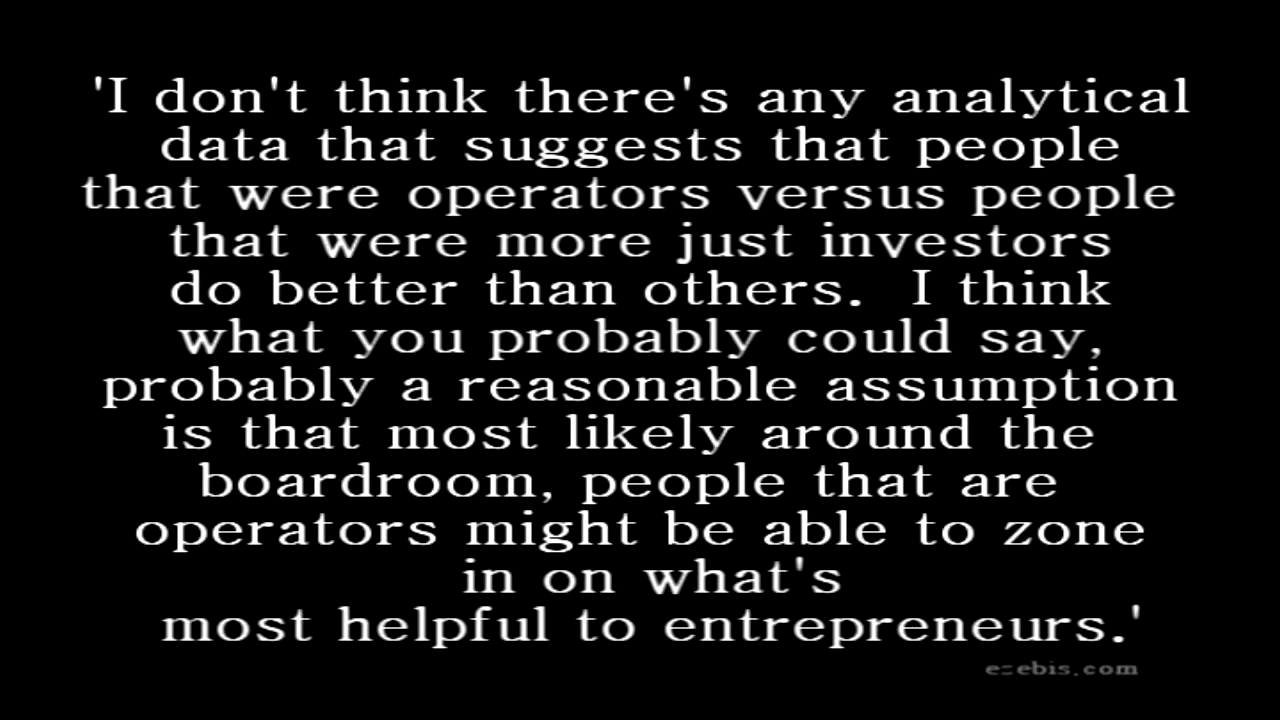 'I don't think there's any analytical
data that suggests that people
that were operators versus people
that were more just investors
do better than others. I think
what you probably could say,
probably a reasonable assumption
is that most likely around the
boardroom, people that are
operators might be able to zone
in on what's
most helpful to entrepreneurs.'